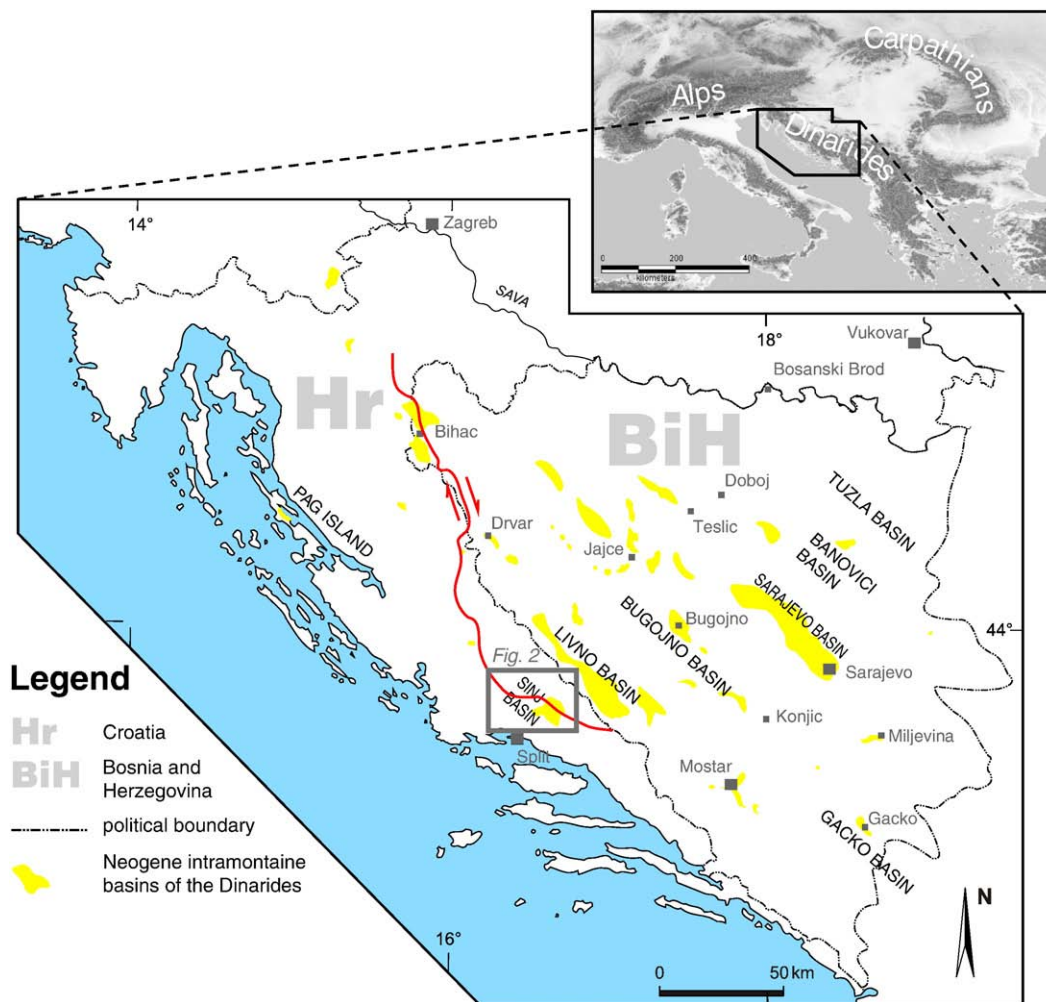 Carpathians
Alps
Dinarides
0 200 400
kilometers
14°
Zagreb
SAVA
18°
Vukovar
Bosanski Brod
Hr
BiH
Bihac
Doboj
TUZLA BASIN
Teslic
PAG ISLAND
Drvar
Jajce
BANOVICI
BASIN
SARAJEVO BASIN
BUGOJNO BASIN
Bugojno
44°
LIVNO BASIN
Fig. 2
SINJ
BASIN
Sarajevo
Konjic
Miljevina
Split
Mostar
Gacko
GACKO BASIN
Legend
Hr Croatia
BiH Bosnia and
Herzegovina
political boundary
Neogene intramontaine
basins of the Dinarides
16°
N
0 50 km